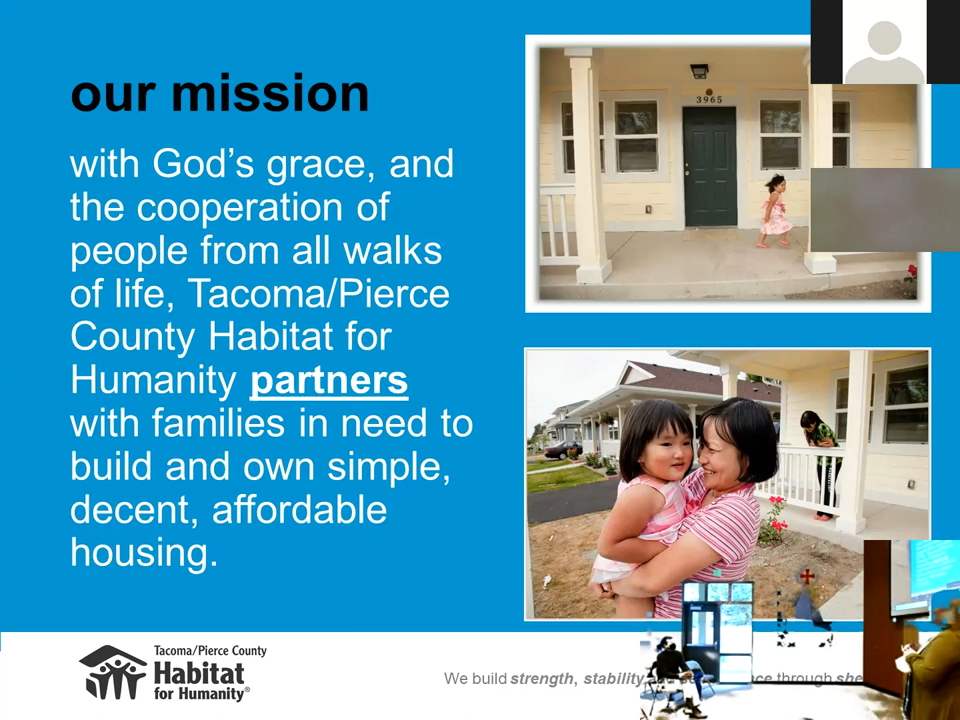 our mission
with God’s grace, and
the cooperation of
people from all walks
of life, Tacoma/Pierce
County Habitat for
Humanity partners
with families in need to
build and own simple,
decent, affordable
housing.
3965
Tacoma/Pierce County
Habitat
for Humanity®
We build strength, stability through